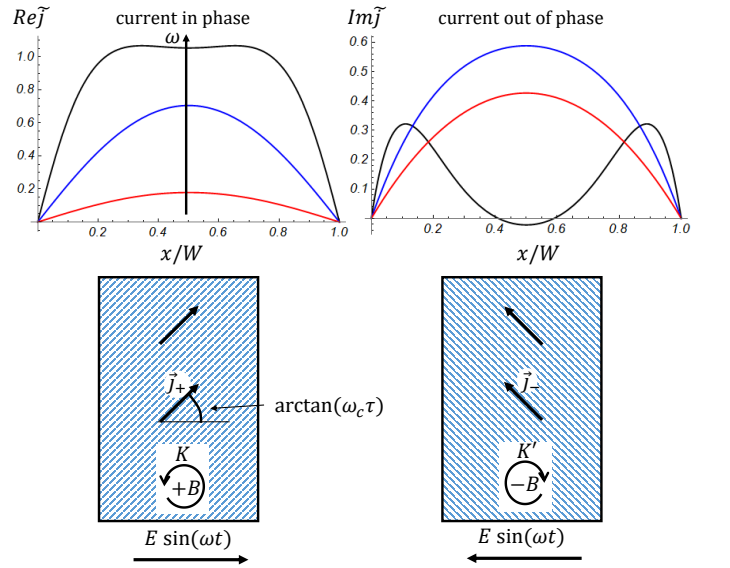 Re j̃ current in phase
ω
1.0
0.8
0.6
0.4
0.2
0.2 0.4 0.6 0.8 1.0
x/W
Im j̃ current out of phase
0.6
0.5
0.4
0.3
0.2
0.1
0.2 0.4 0.6 0.8 1.0
x/W
j⃗₊
arctan(ω_cτ)
K
+B
E sin(ωt)
j⃗₋
K′
−B
E sin(ωt)